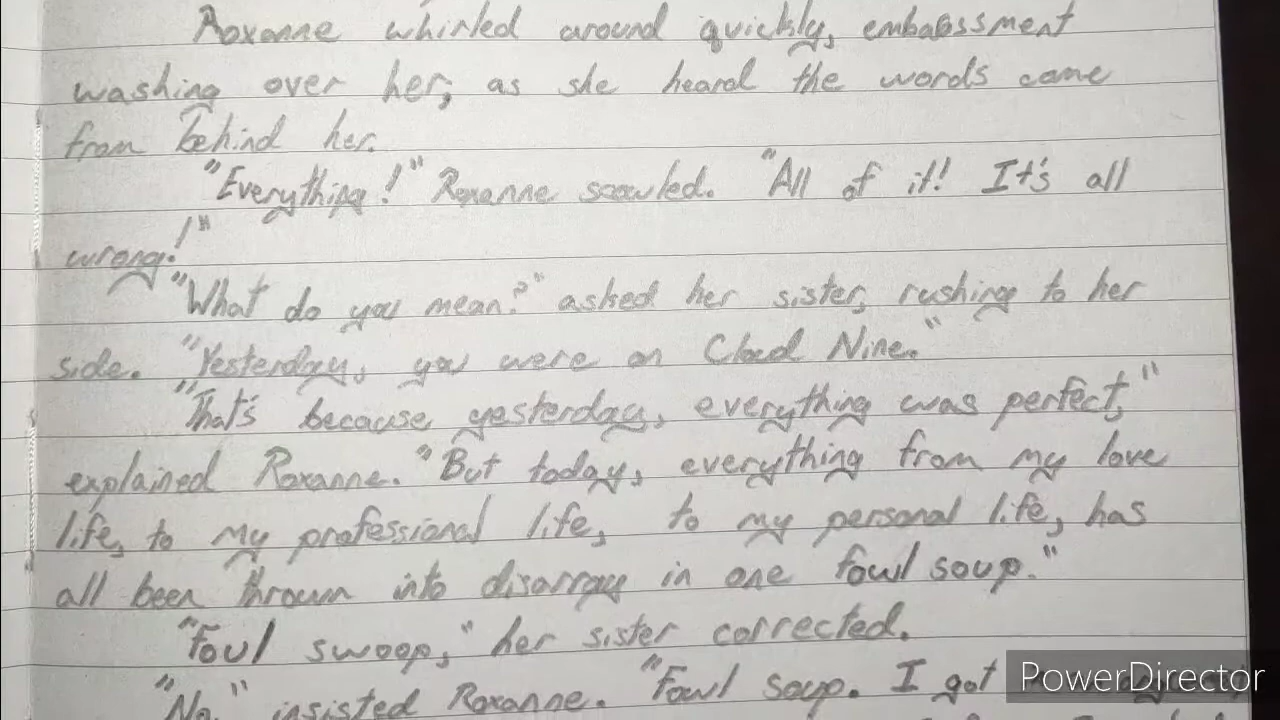 Roxanne whirled around quickly, embarassment
washing over her, as she heard the words come
from behind her.
"Everything!" Roxanne scowled. "All of it! It's all
wrong!"
"What do you mean?" asked her sister, rushing to her
side. "Yesterday, you were on Cloud Nine."
"That's because yesterday, everything was perfect,"
explained Roxanne. "But today, everything from my love
life, to my professional life, to my personal life, has
all been thrown into disarray in one fowl soup."
"Foul swoop," her sister corrected.
"No," insisted Roxanne. "Fowl soup. I got
PowerDirector